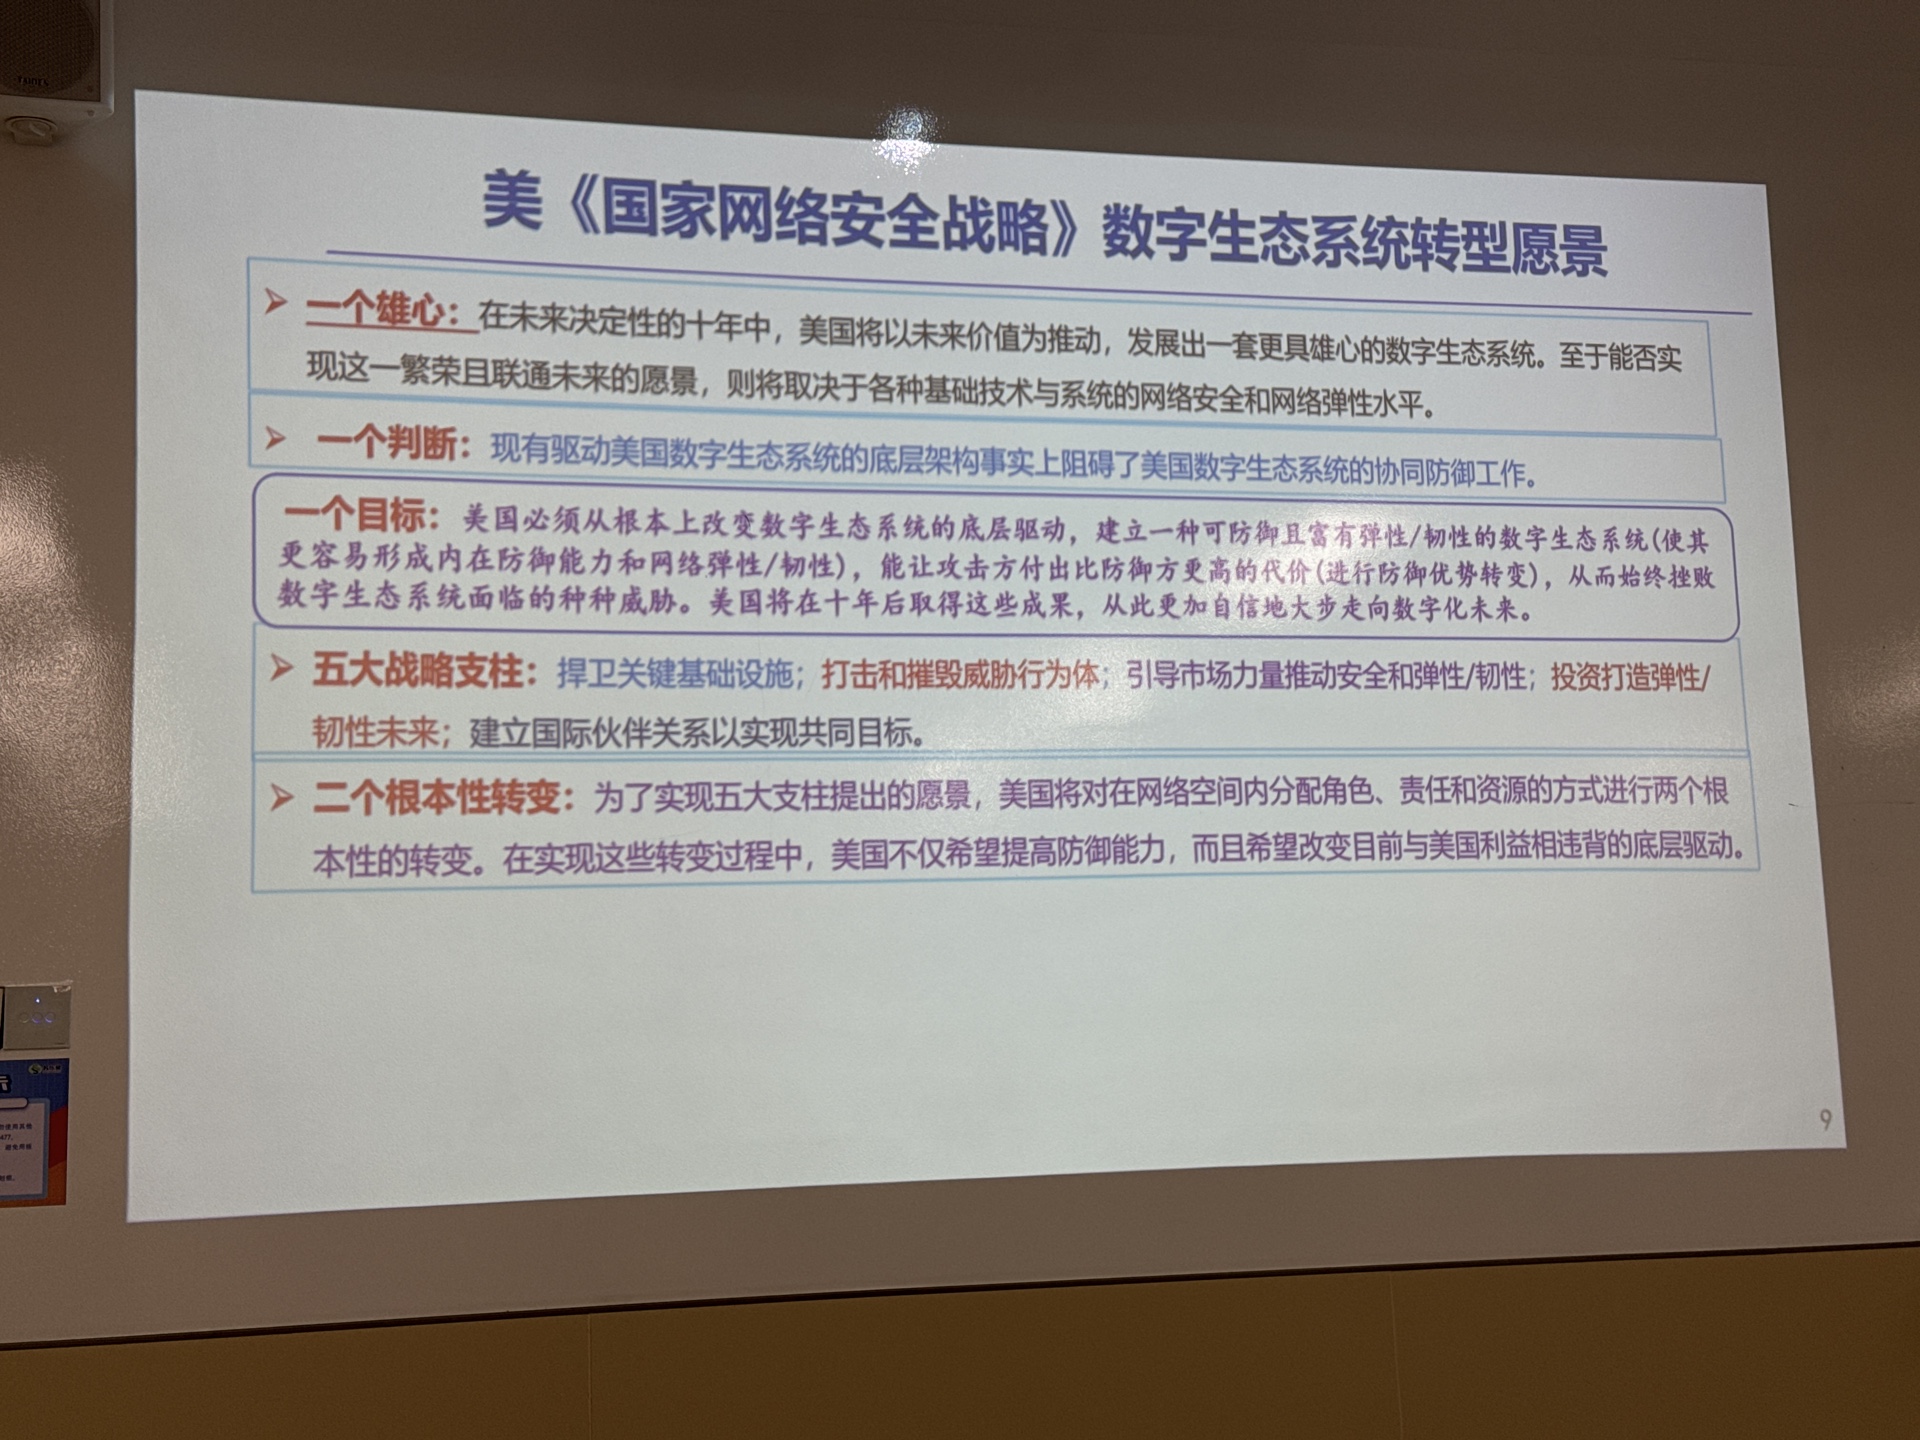 美《国家网络安全战略》数字生态系统转型愿景
➢ 一个雄心：在未来决定性的十年中，美国将以未来价值为推动，发展出一套更具雄心的数字生态系统。至于能否实
现这一繁荣且联通未来的愿景，则将取决于各种基础技术与系统的网络安全和网络弹性水平。
➢ 一个判断：现有驱动美国数字生态系统的底层架构事实上阻碍了美国数字生态系统的协同防御工作。
一个目标：美国必须从根本上改变数字生态系统的底层驱动，建立一种可防御且富有弹性/韧性的数字生态系统(使其
更容易形成内在防御能力和网络弹性/韧性)，能让攻击方付出比防御方更高的代价(进行防御优势转变)，从而始终挫败
数字生态系统面临的种种威胁。美国将在十年后取得这些成果，从此更加自信地大步走向数字化未来。
➢ 五大战略支柱：捍卫关键基础设施；打击和摧毁威胁行为体；引导市场力量推动安全和弹性/韧性；投资打造弹性/
韧性未来；建立国际伙伴关系以实现共同目标。
➢ 二个根本性转变：为了实现五大支柱提出的愿景，美国将对在网络空间内分配角色、责任和资源的方式进行两个根
本性的转变。在实现这些转变过程中，美国不仅希望提高防御能力，而且希望改变目前与美国利益相违背的底层驱动。
9